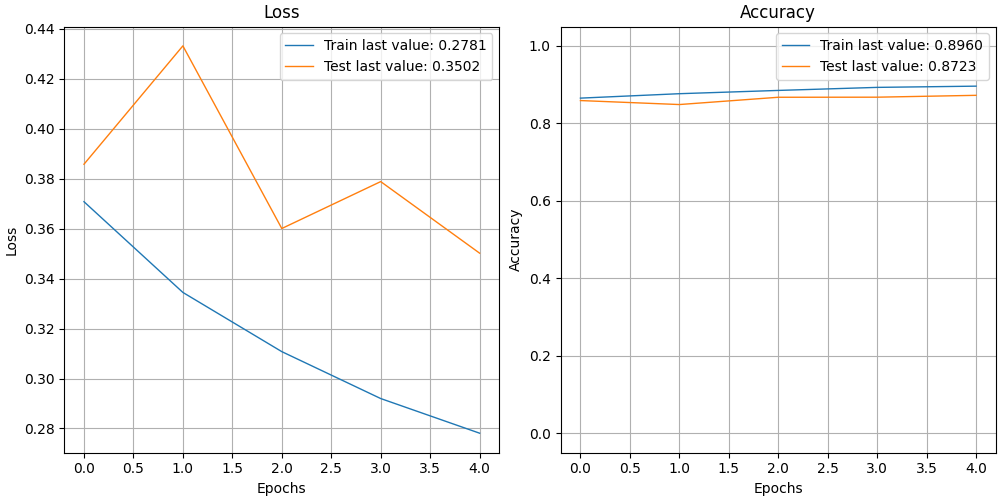 Loss
Train last value: 0.2781
Test last value: 0.3502
0.44
0.42
0.40
0.38
0.36
0.34
0.32
0.30
0.28
Loss
0.0 0.5 1.0 1.5 2.0 2.5 3.0 3.5 4.0
Epochs
Accuracy
Train last value: 0.8960
Test last value: 0.8723
1.0
0.8
0.6
0.4
0.2
0.0
Accuracy
0.0 0.5 1.0 1.5 2.0 2.5 3.0 3.5 4.0
Epochs